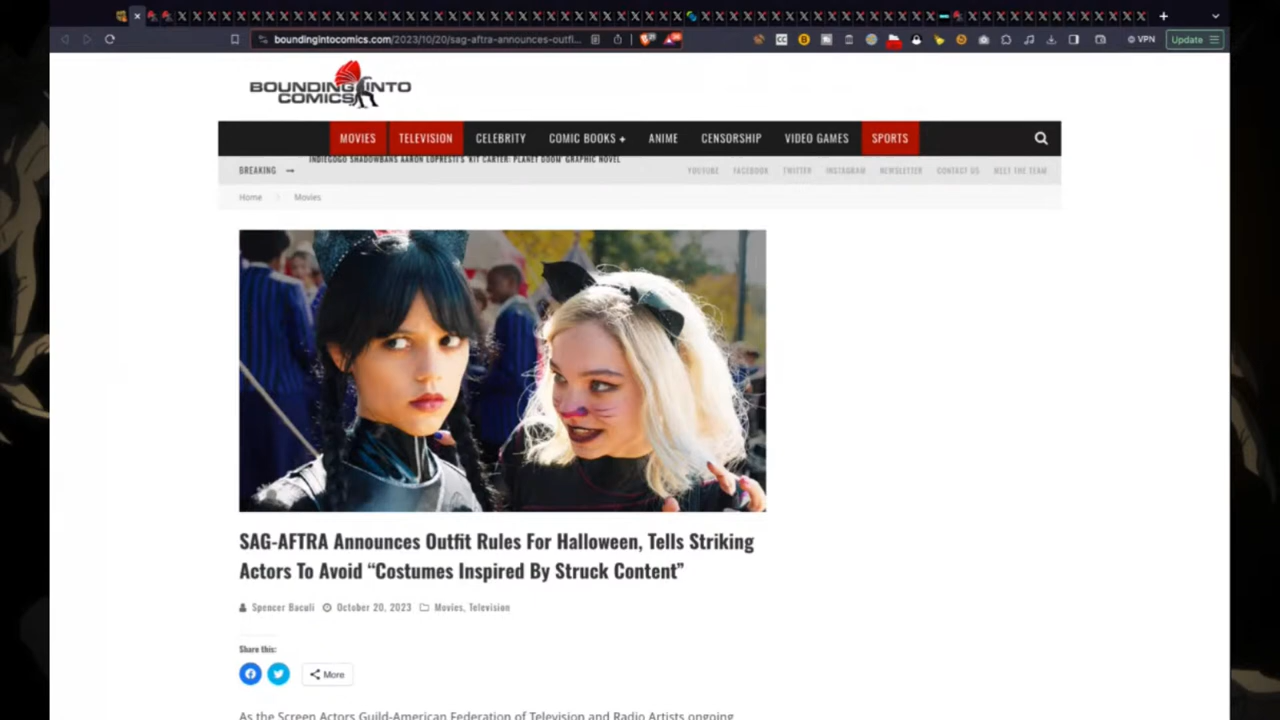 boundingintocomics.com/2023/10/20/sag-aftra-announces-outfi...
VPN
Update
BOUNDING INTO
COMICS
MOVIES TELEVISION CELEBRITY COMIC BOOKS + ANIME CENSORSHIP VIDEO GAMES SPORTS
INDIEGOGO SHADOWBANS AARON LOPRESTI'S 'KIT CARTER: PLANET DOOM' GRAPHIC NOVEL
BREAKING → YOUTUBE FACEBOOK TWITTER INSTAGRAM NEWSLETTER CONTACT US MEET THE TEAM
Home Movies
SAG-AFTRA Announces Outfit Rules For Halloween, Tells Striking
Actors To Avoid “Costumes Inspired By Struck Content”
Spencer Baculi October 20, 2023 Movies, Television
Share this:
More
As the Screen Actors Guild-American Federation of Television and Radio Artists ongoing